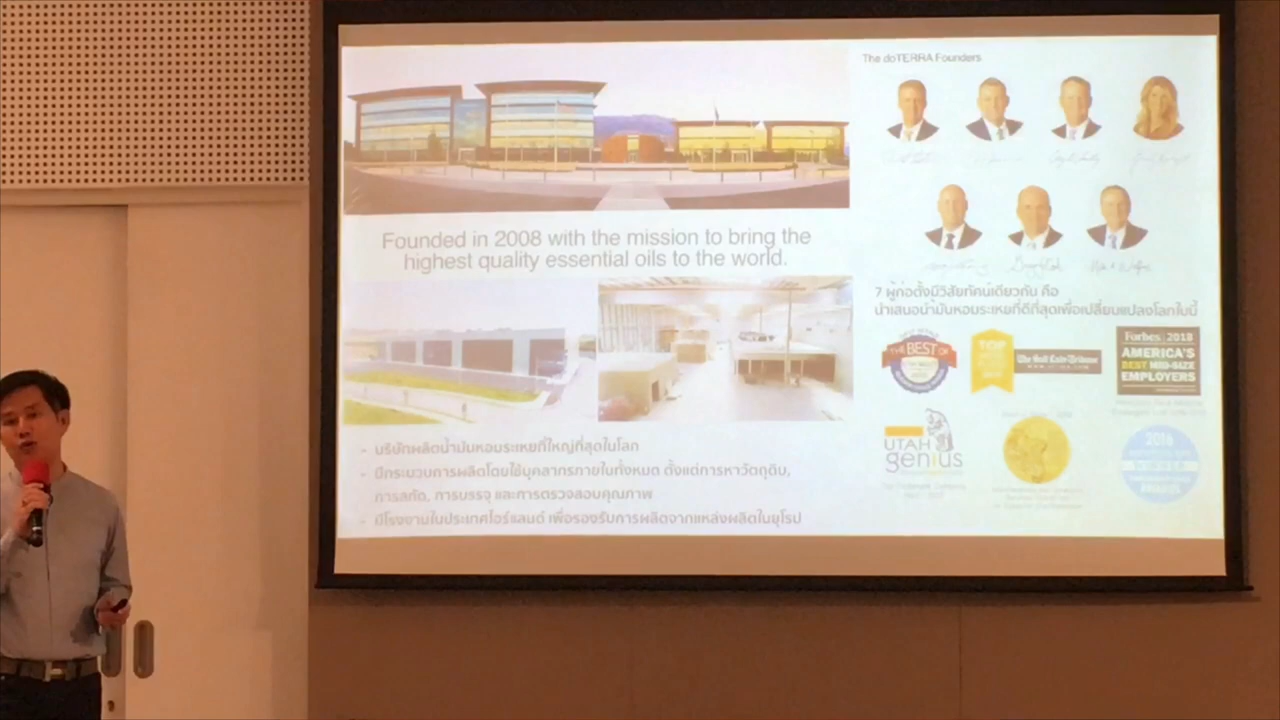 The doTERRA Founders
Founded in 2008 with the mission to bring the
highest quality essential oils to the world.
7 ผู้ก่อตั้งมีวิสัยทัศน์เดียวกัน คือ
นำเสนอน้ำมันหอมระเหยที่ดีที่สุดเพื่อเปลี่ยนแปลงโลกใบนี้
THE BEST OF
TOP
The Salt Lake Tribune
Forbes 2018
AMERICA'S
BEST MID-SIZE
EMPLOYERS
UTAH
genius
2016
- บริษัทผลิตน้ำมันหอมระเหยที่ใหญ่ที่สุดในโลก
- มีกระบวนการผลิตโดยใช้บุคลากรภายในทั้งหมด ตั้งแต่การหาวัตถุดิบ,
การสกัด, การบรรจุ และการตรวจสอบคุณภาพ
- มีโรงงานในประเทศไอร์แลนด์ เพื่อรองรับการผลิตจากแหล่งผลิตในยุโรป